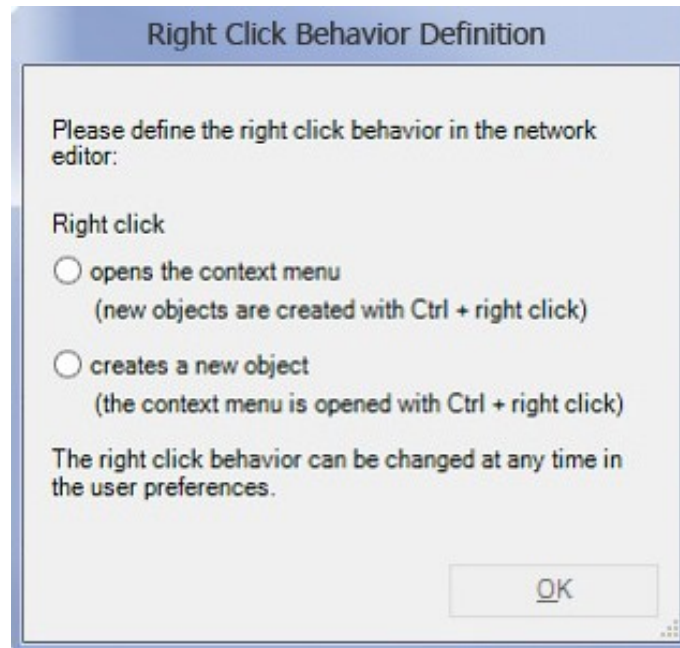 Right Click Behavior Definition
Please define the right click behavior in the network
editor:
Right click
opens the context menu
(new objects are created with Ctrl + right click)
creates a new object
(the context menu is opened with Ctrl + right click)
The right click behavior can be changed at any time in
the user preferences.
OK